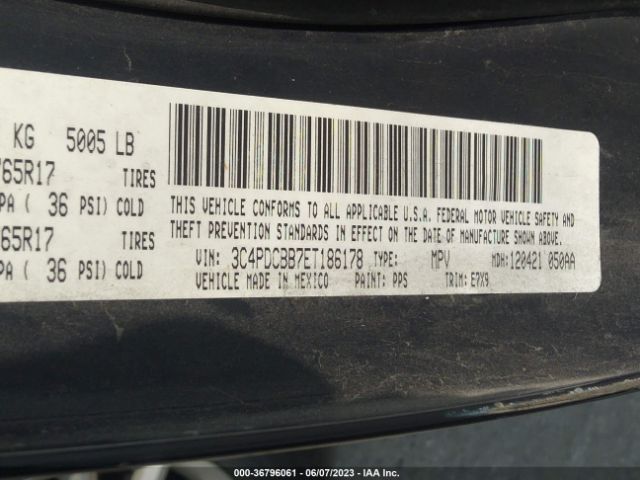 KG 5005 LB
65R17 TIRES
PA ( 36 PSI) COLD
65R17 TIRES
PA ( 36 PSI) COLD
THIS VEHICLE CONFORMS TO ALL APPLICABLE U.S.A. FEDERAL MOTOR VEHICLE SAFETY AND
THEFT PREVENTION STANDARDS IN EFFECT ON THE DATE OF MANUFACTURE SHOWN ABOVE.
VIN: 3C4PDCBB7ET186178 TYPE: MPV MDH: 120421 050AA
VEHICLE MADE IN MEXICO PAINT: PPS TRIM: E7X9
000-36796061 | 06/07/2023 | IAA Inc.